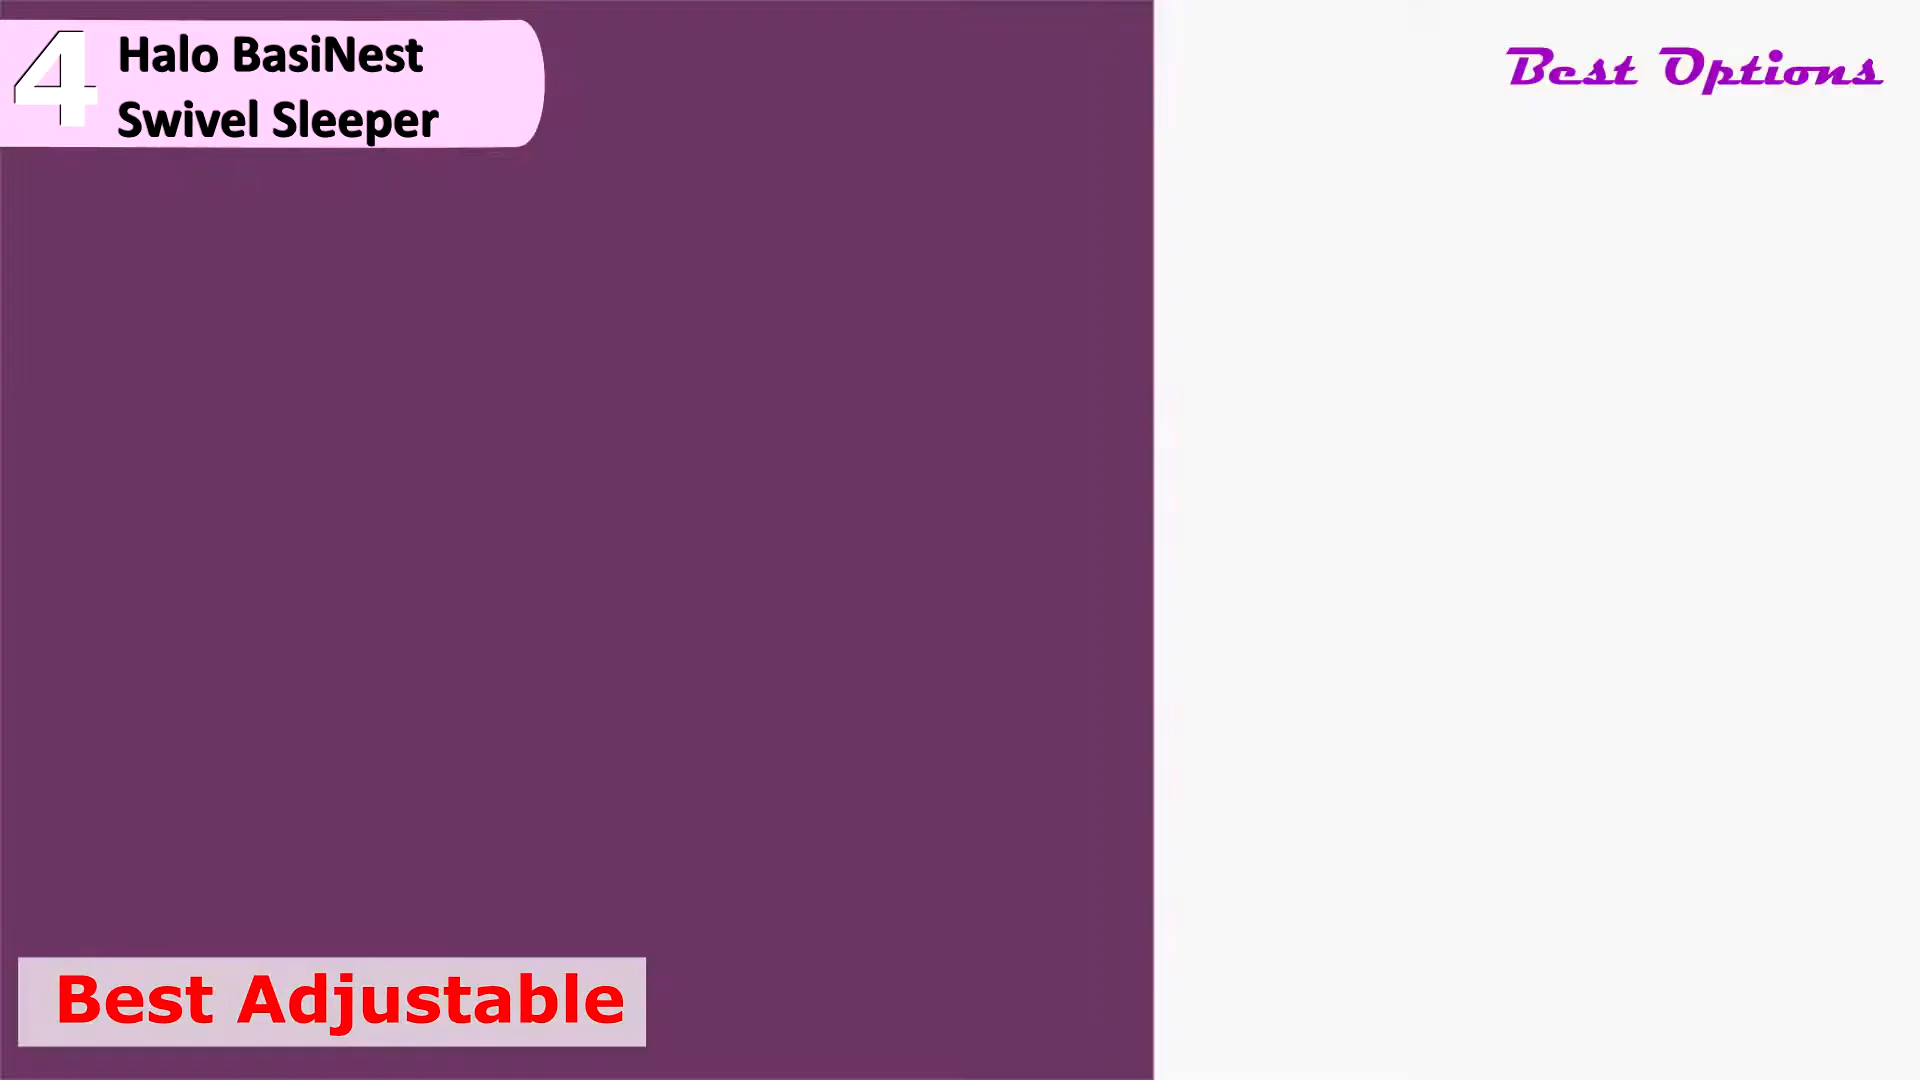 4
Halo BasiNest
Swivel Sleeper
Best Options
Best Adjustable